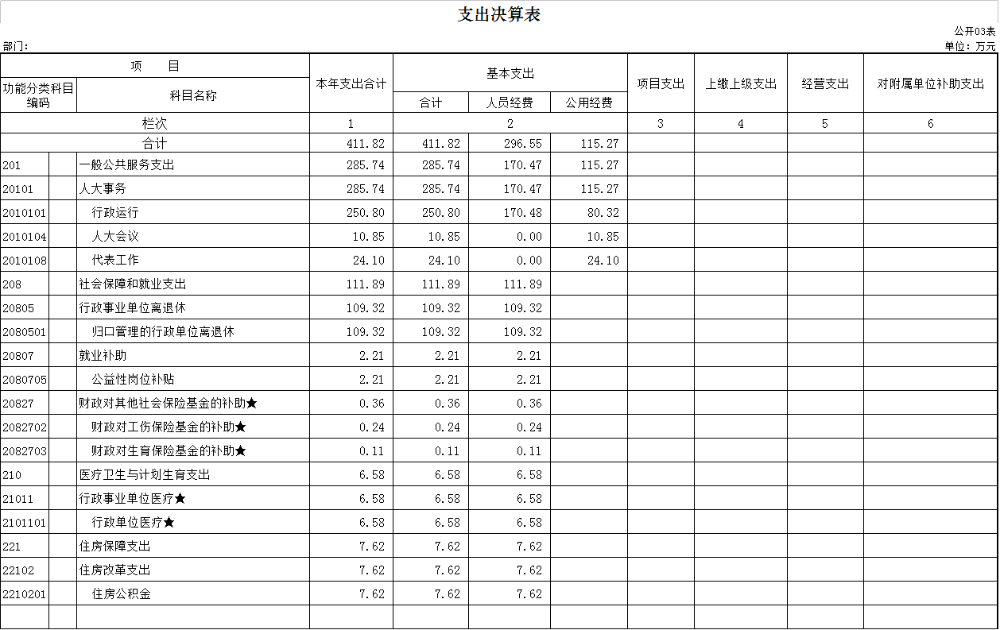 支出决算表
公开03表
部门： 单位：万元
项 目 本年支出合计 基本支出 项目支出 上缴上级支出 经营支出 对附属单位补助支出
功能分类科目编码 科目名称 合计 人员经费 公用经费
栏次 1 2 3 4 5 6
合计 411.82 411.82 296.55 115.27
201 一般公共服务支出 285.74 285.74 170.47 115.27
20101 人大事务 285.74 285.74 170.47 115.27
2010101 行政运行 250.80 250.80 170.48 80.32
2010104 人大会议 10.85 10.85 0.00 10.85
2010108 代表工作 24.10 24.10 0.00 24.10
208 社会保障和就业支出 111.89 111.89 111.89
20805 行政事业单位离退休 109.32 109.32 109.32
2080501 归口管理的行政单位离退休 109.32 109.32 109.32
20807 就业补助 2.21 2.21 2.21
2080705 公益性岗位补贴 2.21 2.21 2.21
20827 财政对其他社会保险基金的补助★ 0.36 0.36 0.36
2082702 财政对工伤保险基金的补助★ 0.24 0.24 0.24
2082703 财政对生育保险基金的补助★ 0.11 0.11 0.11
210 医疗卫生与计划生育支出 6.58 6.58 6.58
21011 行政事业单位医疗★ 6.58 6.58 6.58
2101101 行政单位医疗★ 6.58 6.58 6.58
221 住房保障支出 7.62 7.62 7.62
22102 住房改革支出 7.62 7.62 7.62
2210201 住房公积金 7.62 7.62 7.62